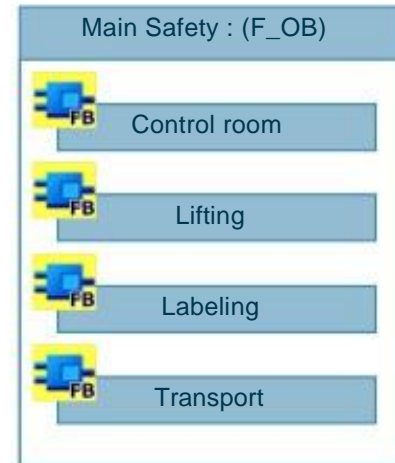 Main Safety : (F_OB)
FB
Control room
FB
Lifting
FB
Labeling
FB
Transport